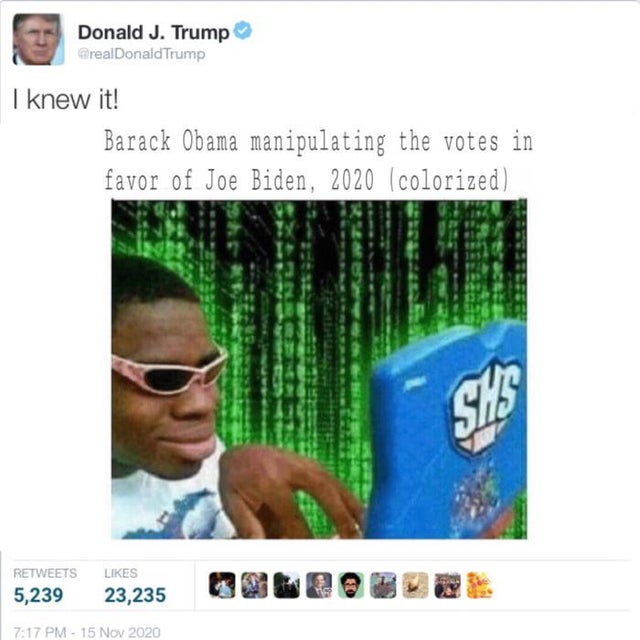 Donald J. Trump
@realDonaldTrump
I knew it!
Barack Obama manipulating the votes in
favor of Joe Biden, 2020 (colorized)
SHS
RETWEETS LIKES
5,239 23,235
7:17 PM - 15 Nov 2020